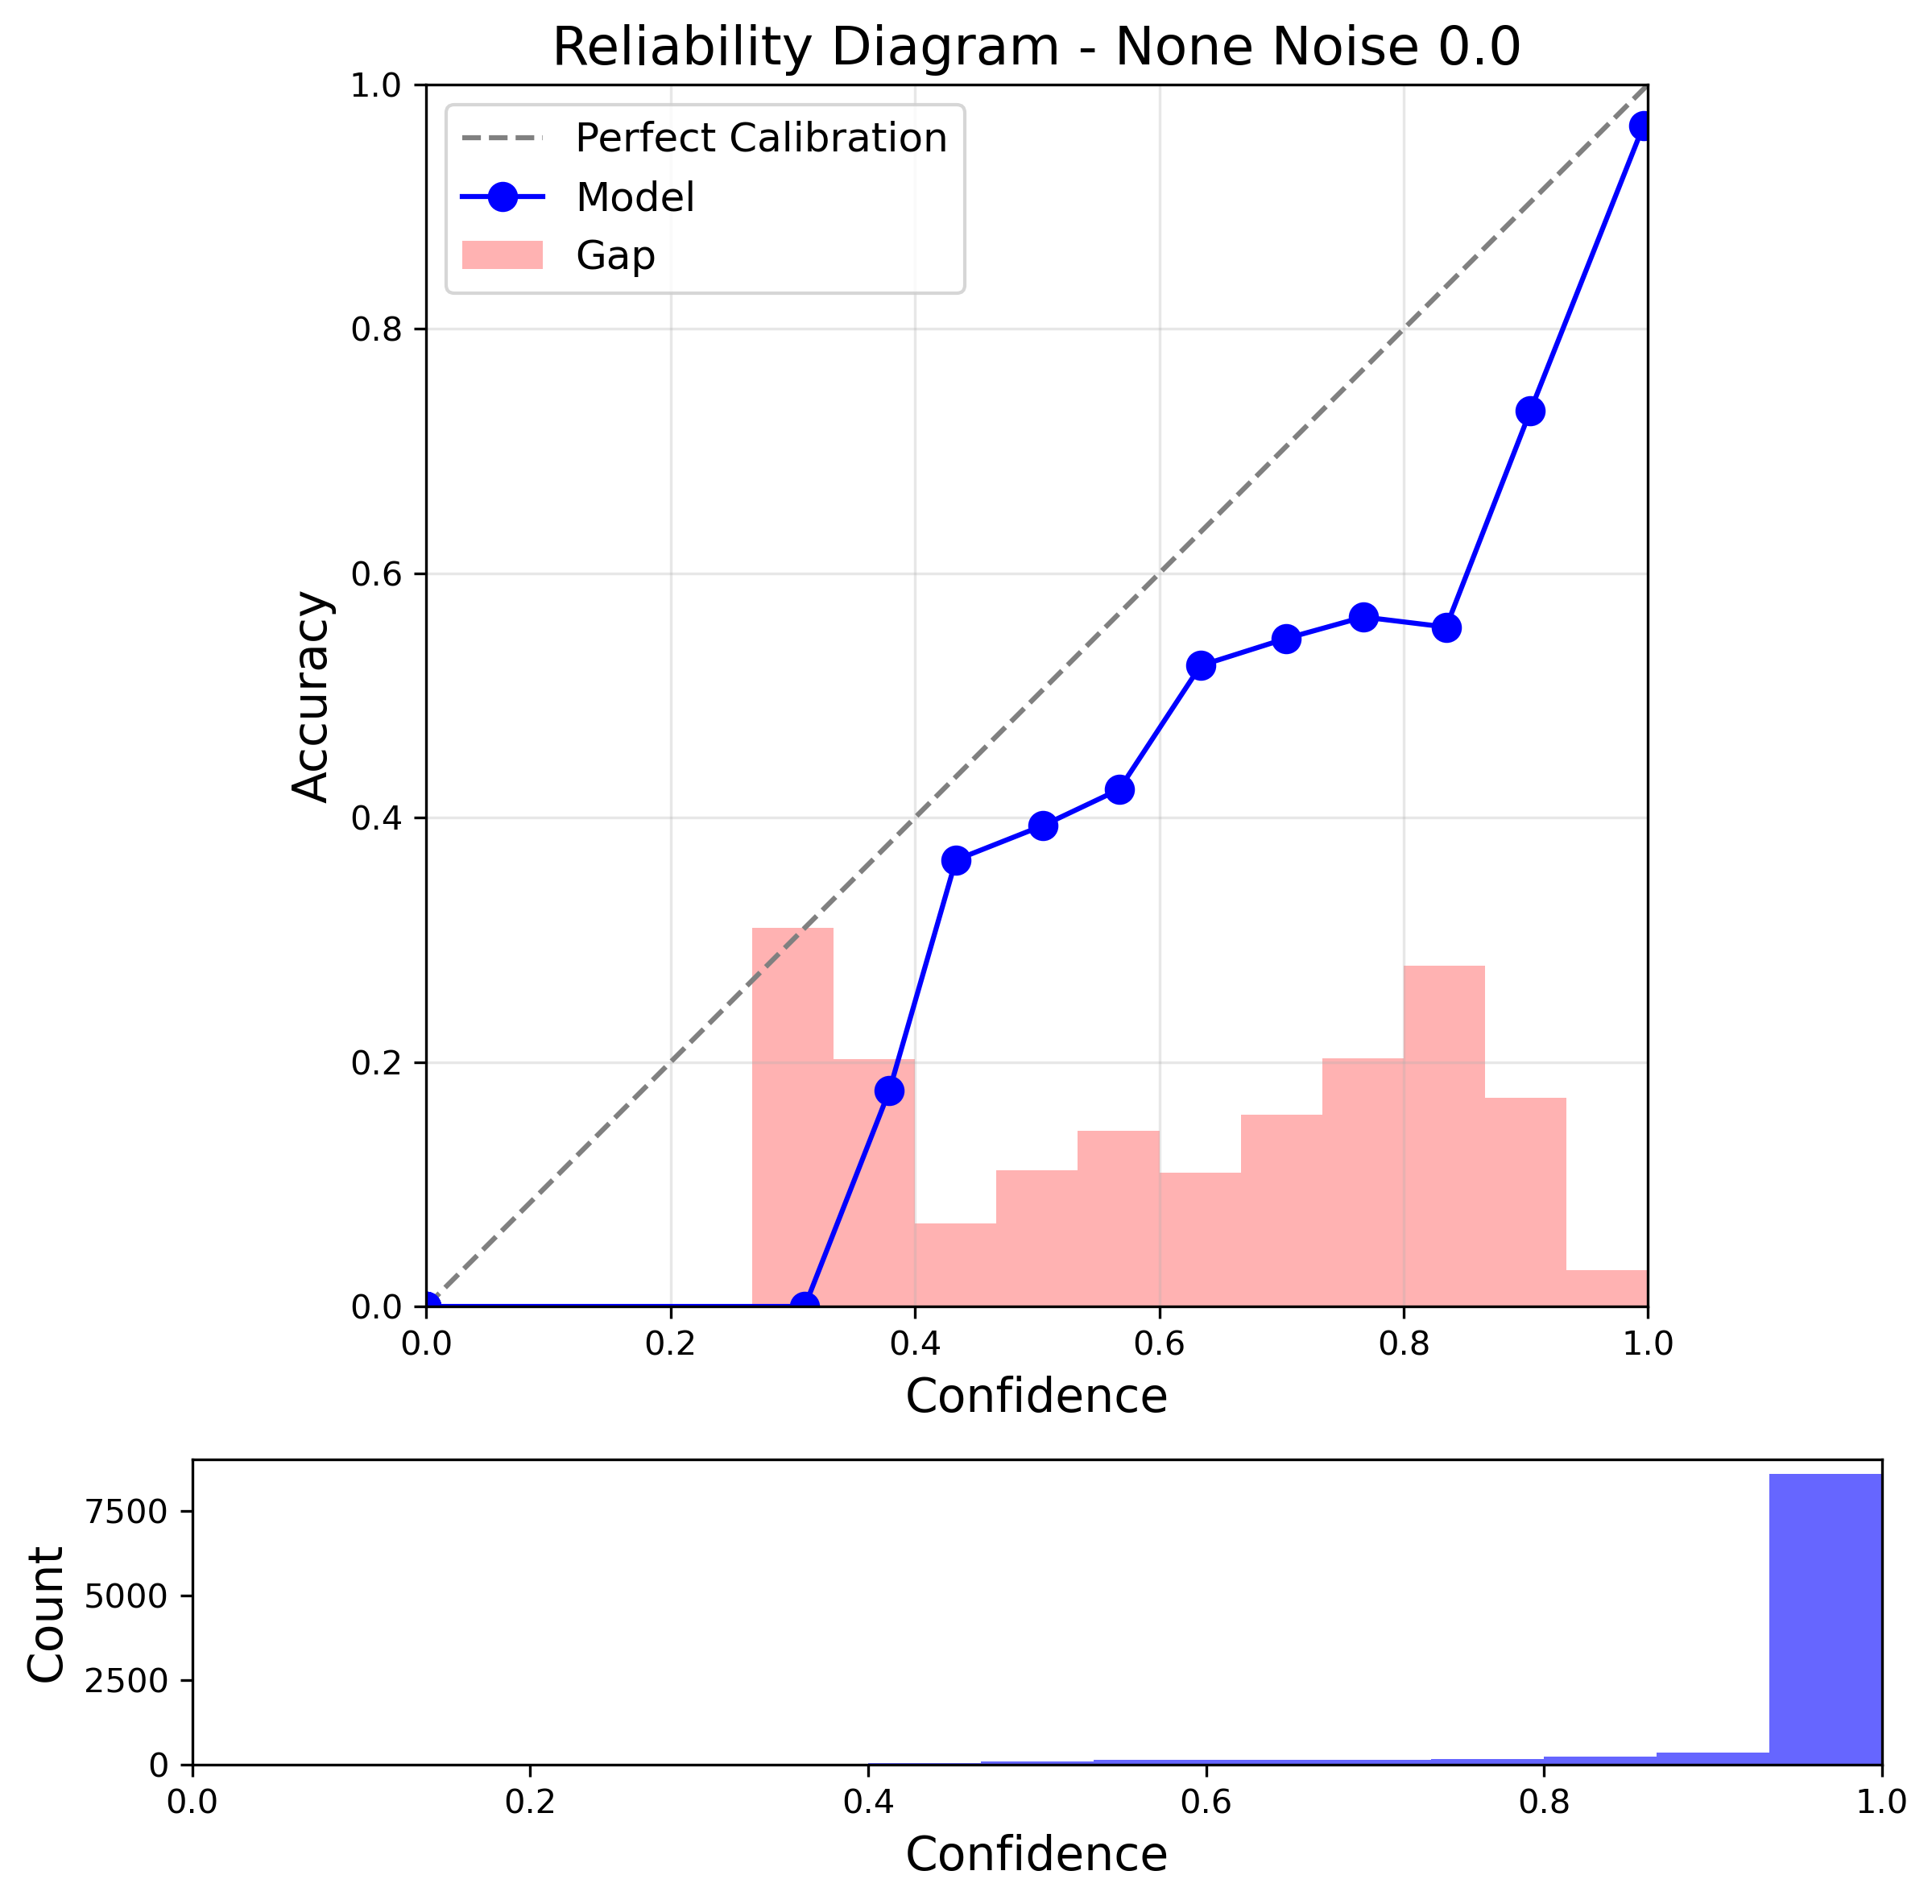 Reliability Diagram - None Noise 0.0
1.0
0.8
0.6
0.4
0.2
0.0
Accuracy
Perfect Calibration
Model
Gap
0.0 0.2 0.4 0.6 0.8 1.0
Confidence
7500
5000
2500
0
Count
0.0 0.2 0.4 0.6 0.8 1.0
Confidence